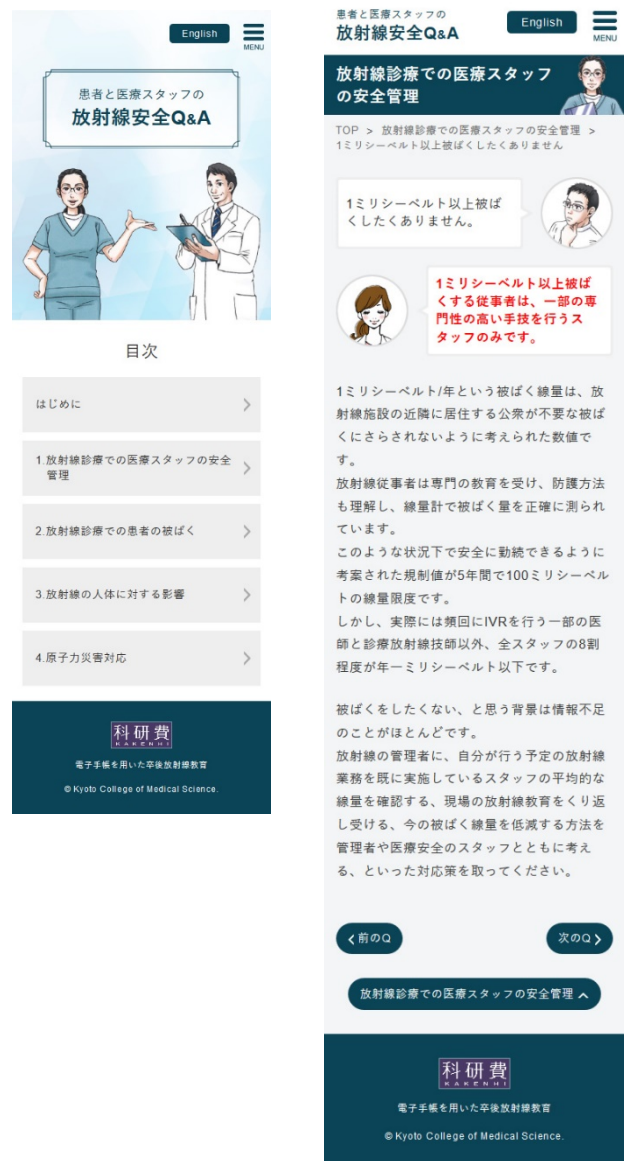 English
MENU
患者と医療スタッフの
放射線安全Q&A
目次
はじめに
1.放射線診療での医療スタッフの安全
管理
2.放射線診療での患者の被ばく
3.放射線の人体に対する影響
4.原子力災害対応
科研費
KAKENHI
電子手帳を用いた卒後放射線教育
© Kyoto College of Medical Science.
患者と医療スタッフの
放射線安全Q&A
English
MENU
放射線診療での医療スタッフ
の安全管理
TOP > 放射線診療での医療スタッフの安全管理 >
1ミリシーベルト以上被ばくしたくありません
1ミリシーベルト以上被ば
くしたくありません。
1ミリシーベルト以上被ば
くする従事者は、一部の専
門性の高い手技を行うス
タッフのみです。
1ミリシーベルト/年という被ばく線量は、放
射線施設の近隣に居住する公衆が不要な被ば
くにさらされないように考えられた数値で
す。
放射線従事者は専門の教育を受け、防護方法
も理解し、線量計で被ばく量を正確に測られ
ています。
このような状況下で安全に勤続できるように
考案された規制値が5年間で100ミリシーベル
トの線量限度です。
しかし、実際には頻回にIVRを行う一部の医
師と診療放射線技師以外、全スタッフの8割
程度が年一ミリシーベルト以下です。
被ばくをしたくない、と思う背景は情報不足
のことがほとんどです。
放射線の管理者に、自分が行う予定の放射線
業務を既に実施しているスタッフの平均的な
線量を確認する、現場の放射線教育をくり返
し受ける、今の被ばく線量を低減する方法を
管理者や医療安全のスタッフとともに考え
る、といった対応策を取ってください。
前のQ
次のQ
放射線診療での医療スタッフの安全管理
科研費
KAKENHI
電子手帳を用いた卒後放射線教育
© Kyoto College of Medical Science.